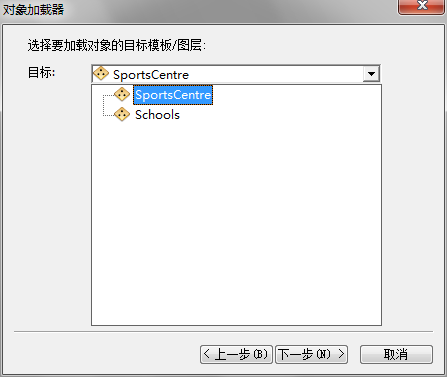 对象加载器
选择要加载对象的目标模板/图层:
目标: SportsCentre
SportsCentre
Schools
< 上一步(B) 下一步(N) > 取消